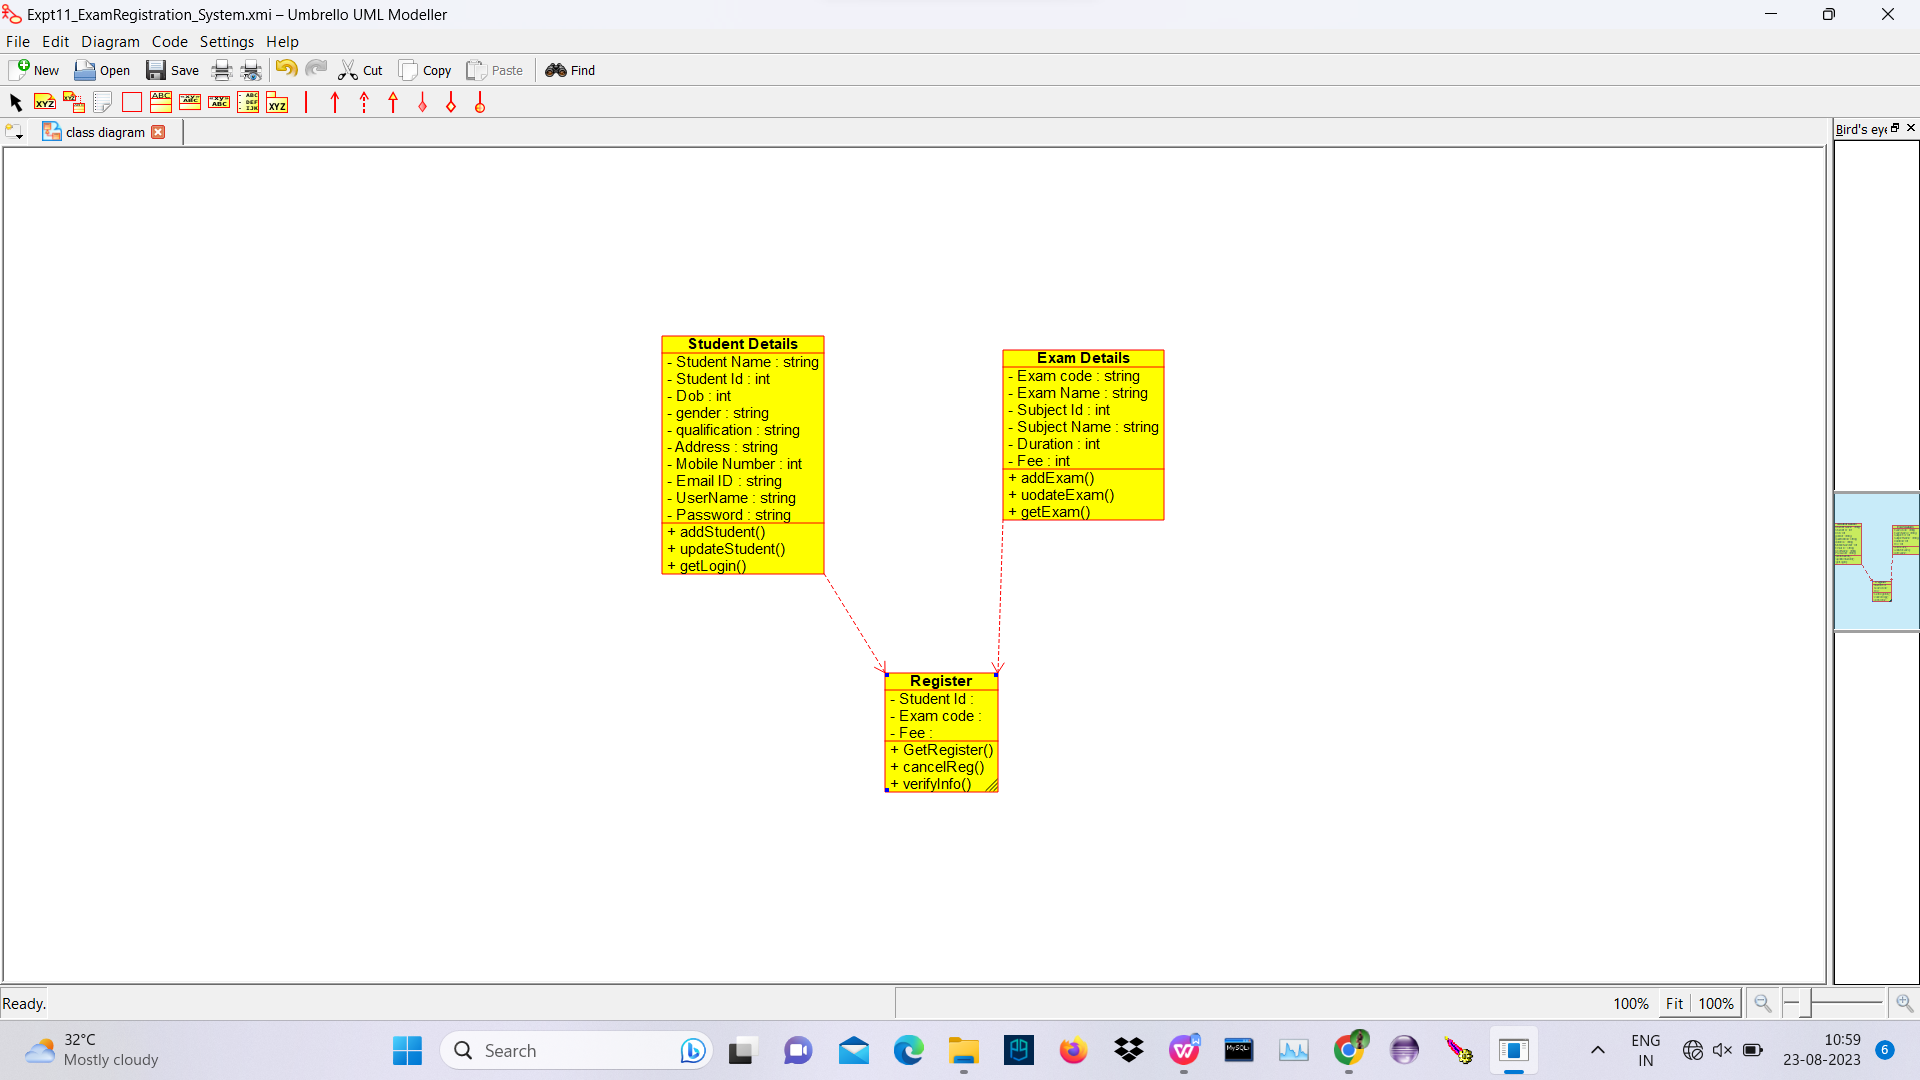 Expt11_ExamRegistration_System.xmi – Umbrello UML Modeller
File Edit Diagram Code Settings Help
New Open Save Cut Copy Paste Find
class diagram
Bird's eye
Student Details
- Student Name : string
- Student Id : int
- Dob : int
- gender : string
- qualification : string
- Address : string
- Mobile Number : int
- Email ID : string
- UserName : string
- Password : string
+ addStudent()
+ updateStudent()
+ getLogin()
Exam Details
- Exam code : string
- Exam Name : string
- Subject Id : int
- Subject Name : string
- Duration : int
- Fee : int
+ addExam()
+ uodateExam()
+ getExam()
Register
- Student Id :
- Exam code :
- Fee :
+ GetRegister()
+ cancelReg()
+ verifyInfo()
Ready.
100% Fit 100%
32°C
Mostly cloudy
Search
ENG
IN
10:59
23-08-2023
6